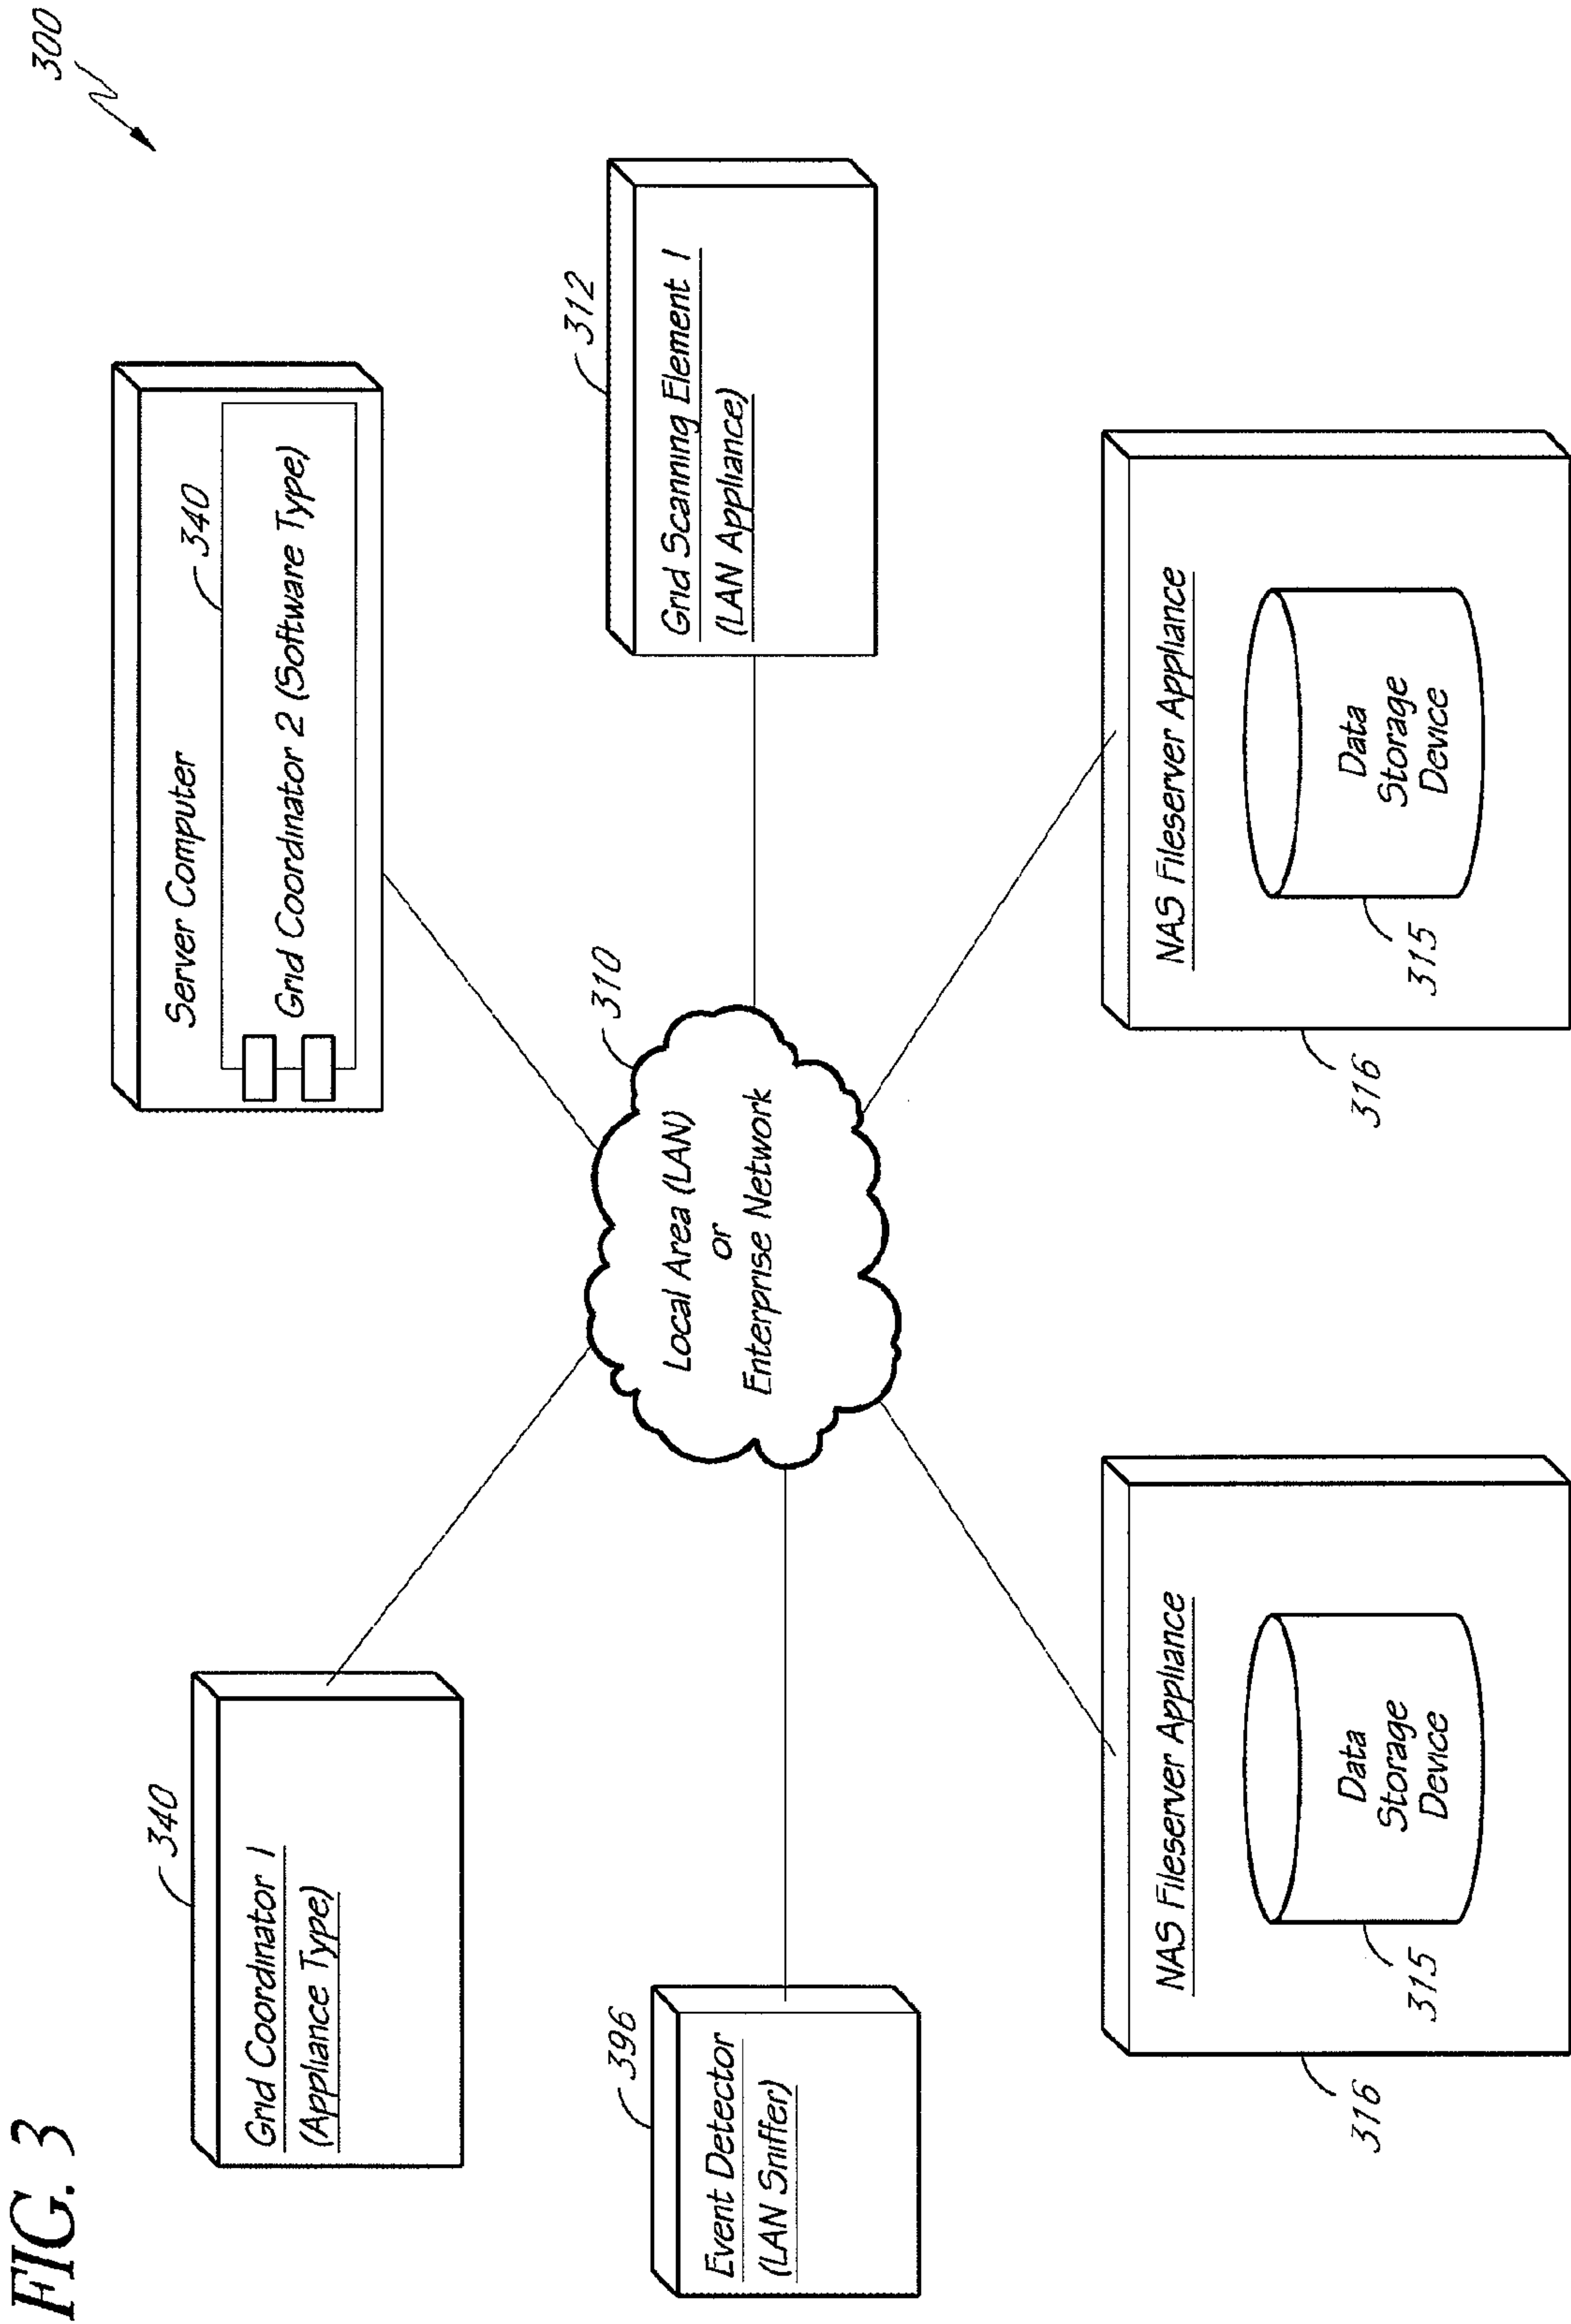 FIG. 3
300
340
Grid Coordinator 1
(Appliance Type)
Server Computer
340
Grid Coordinator 2 (Software Type)
396
Event Detector
(LAN Sniffer)
310
Local Area (LAN)
or
Enterprise Network
312
Grid Scanning Element 1
(LAN Appliance)
316
NAS Fileserver Appliance
315
Data
Storage
Device
316
NAS Fileserver Appliance
315
Data
Storage
Device